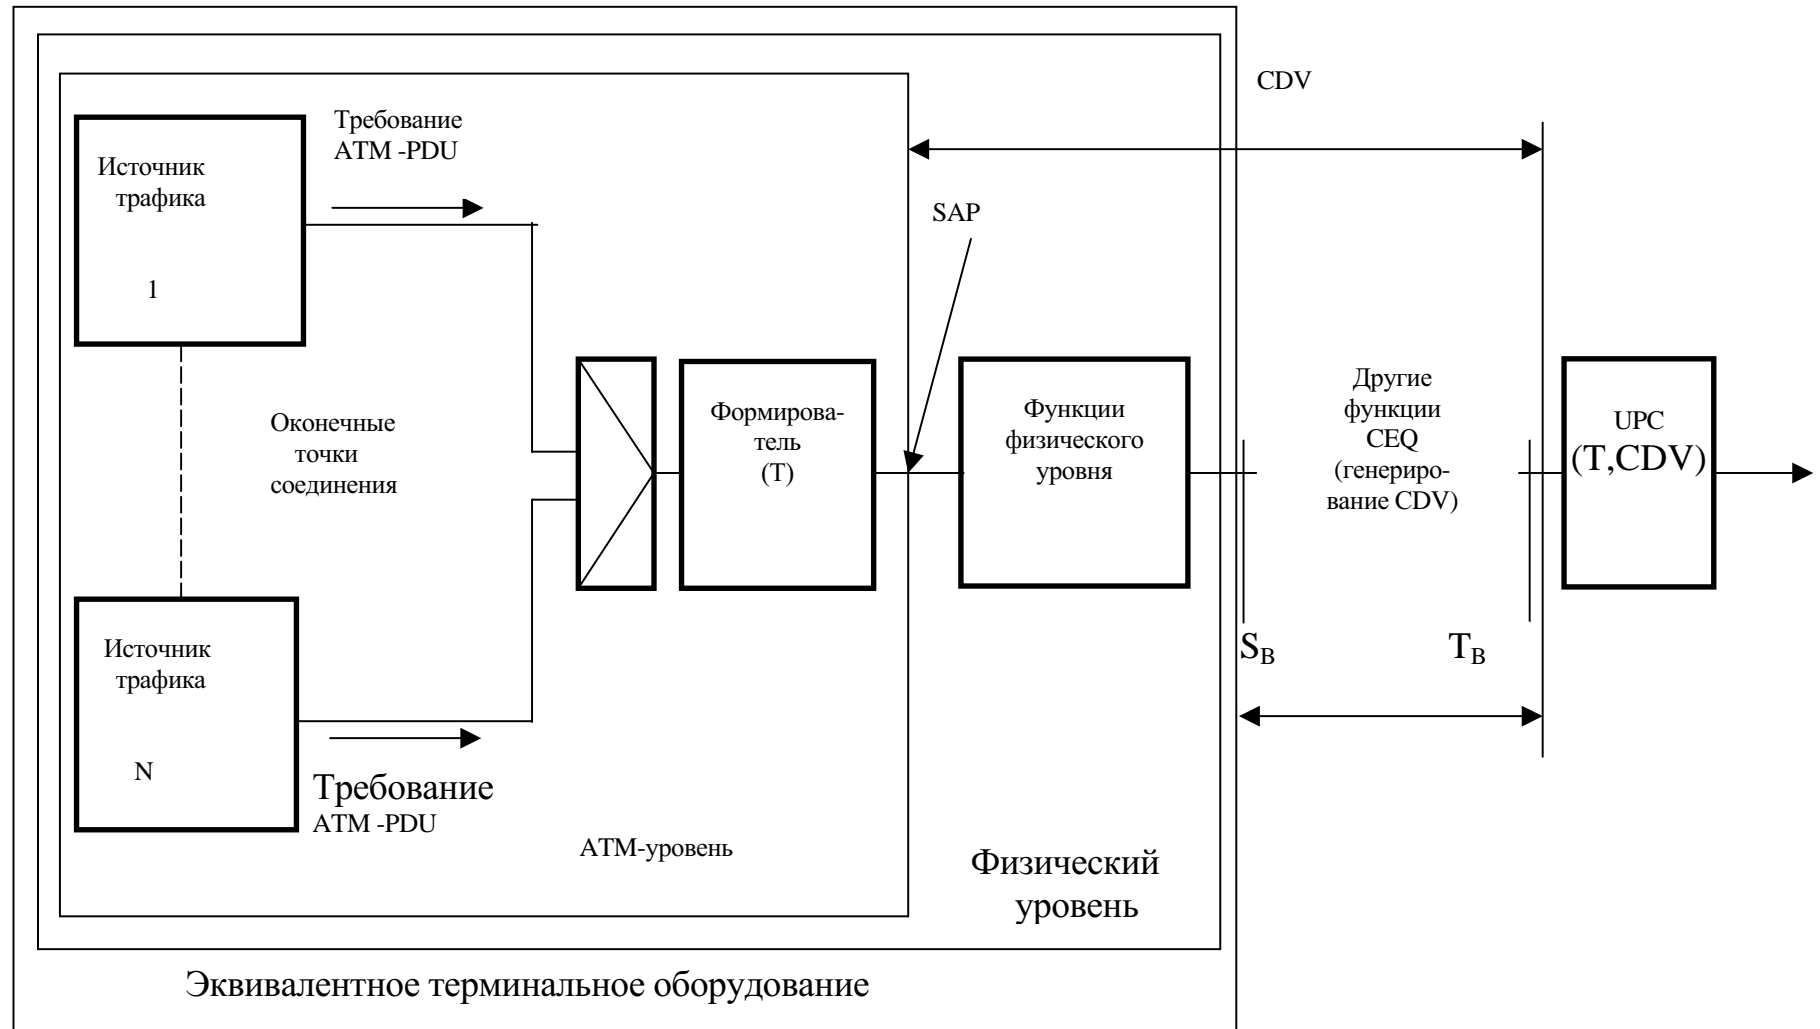 CDV
Требование
ATM -PDU
Источник
трафика
1
SAP
Оконечные
точки
соединения
Формирова-
тель
(T)
Функции
физического
уровня
Другие
функции
CEQ
(генериро-
вание CDV)
UPC
(T,CDV)
S_B
T_B
Источник
трафика
N
Требование
ATM -PDU
АТМ-уровень
Физический
уровень
Эквивалентное терминальное оборудование